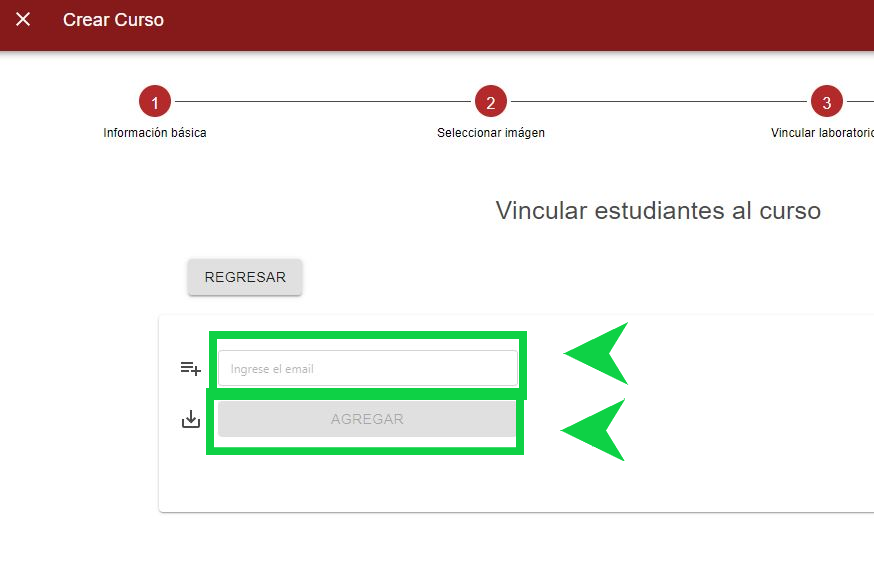 Crear Curso
1
2
3
Información básica
Seleccionar imágen
Vincular laboratorio
Vincular estudiantes al curso
REGRESAR
Ingrese el email
AGREGAR